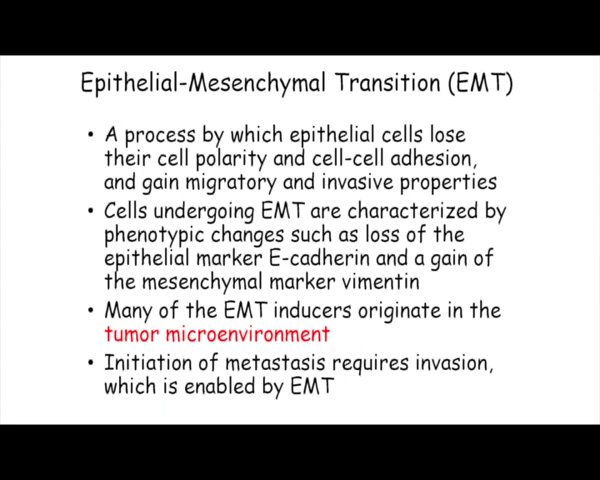 Epithelial-Mesenchymal Transition (EMT)
• A process by which epithelial cells lose
their cell polarity and cell-cell adhesion,
and gain migratory and invasive properties
• Cells undergoing EMT are characterized by
phenotypic changes such as loss of the
epithelial marker E-cadherin and a gain of
the mesenchymal marker vimentin
• Many of the EMT inducers originate in the
tumor microenvironment
• Initiation of metastasis requires invasion,
which is enabled by EMT